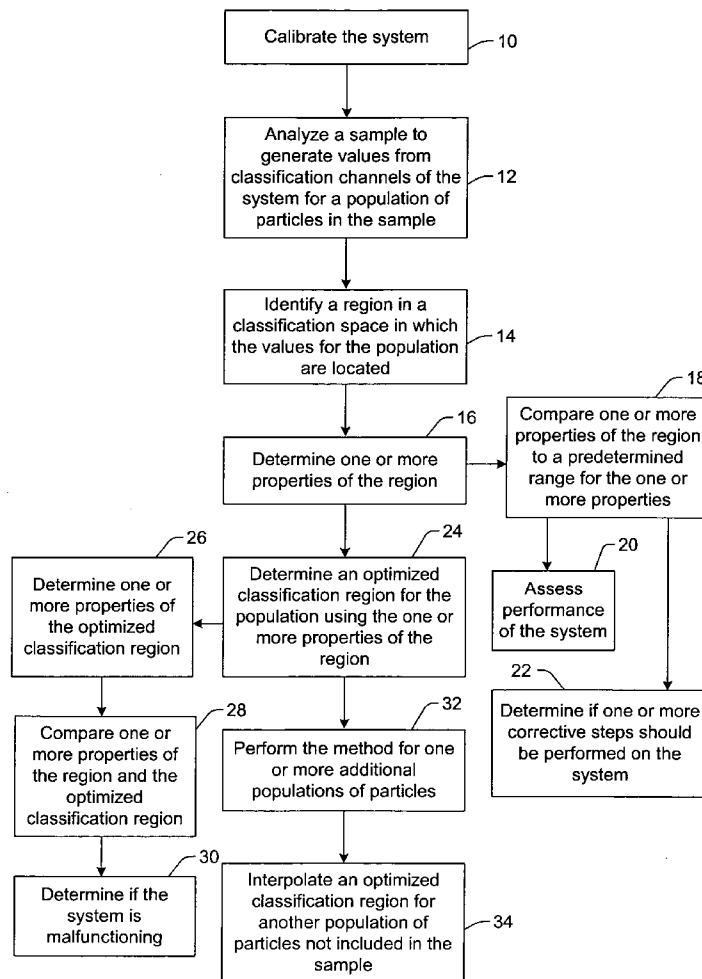 Calibrate the system
10
Analyze a sample to
generate values from
classification channels of the
system for a population of
particles in the sample
12
Identify a region in a
classification space in which
the values for the population
are located
14
16
Determine one or more
properties of the region
18
Compare one or more
properties of the region
to a predetermined
range for the one or
more properties
20
Assess
performance
of the system
22
Determine if one or more
corrective steps should
be performed on the
system
24
Determine an optimized
classification region for the
population using the one or
more properties of the
region
26
Determine one or
more properties of
the optimized
classification region
28
Compare one or
more properties of
the region and the
optimized
classification region
30
Determine if the
system is
malfunctioning
32
Perform the method for one
or more additional
populations of particles
Interpolate an optimized
classification region for
another population of
particles not included in the
sample
34